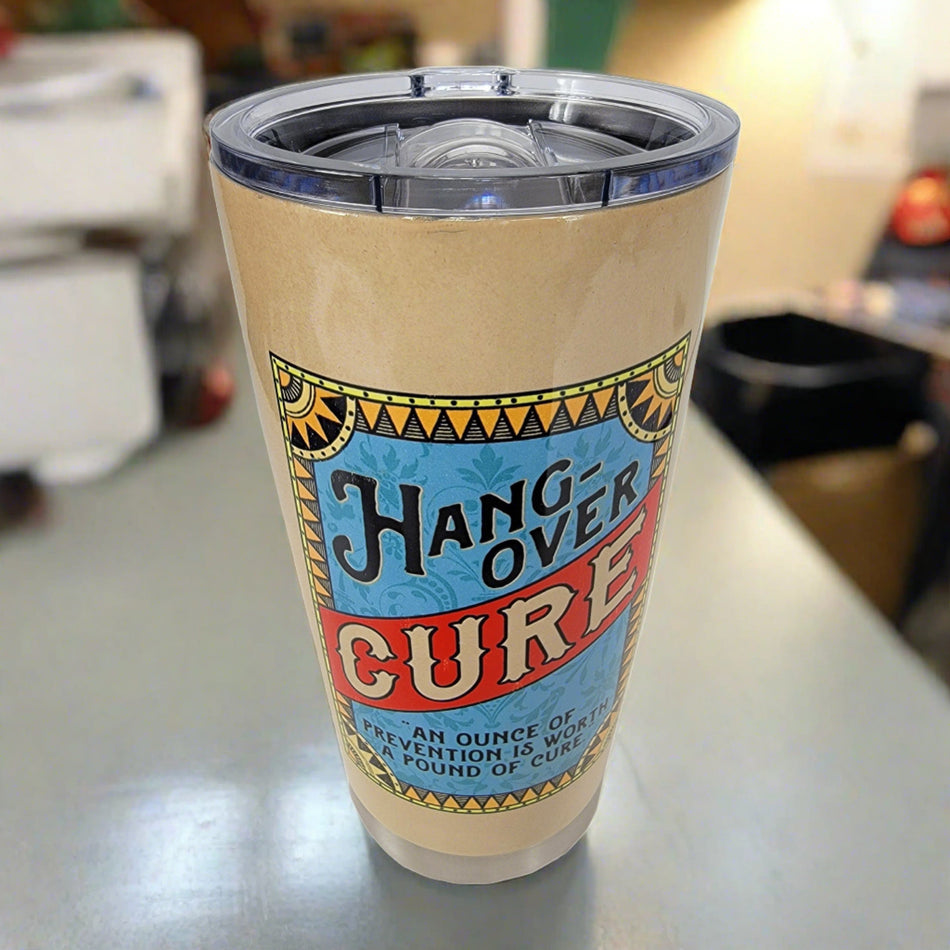 HANG-
OVER
CURE
"AN OUNCE OF
PREVENTION IS WORTH
A POUND OF CURE"